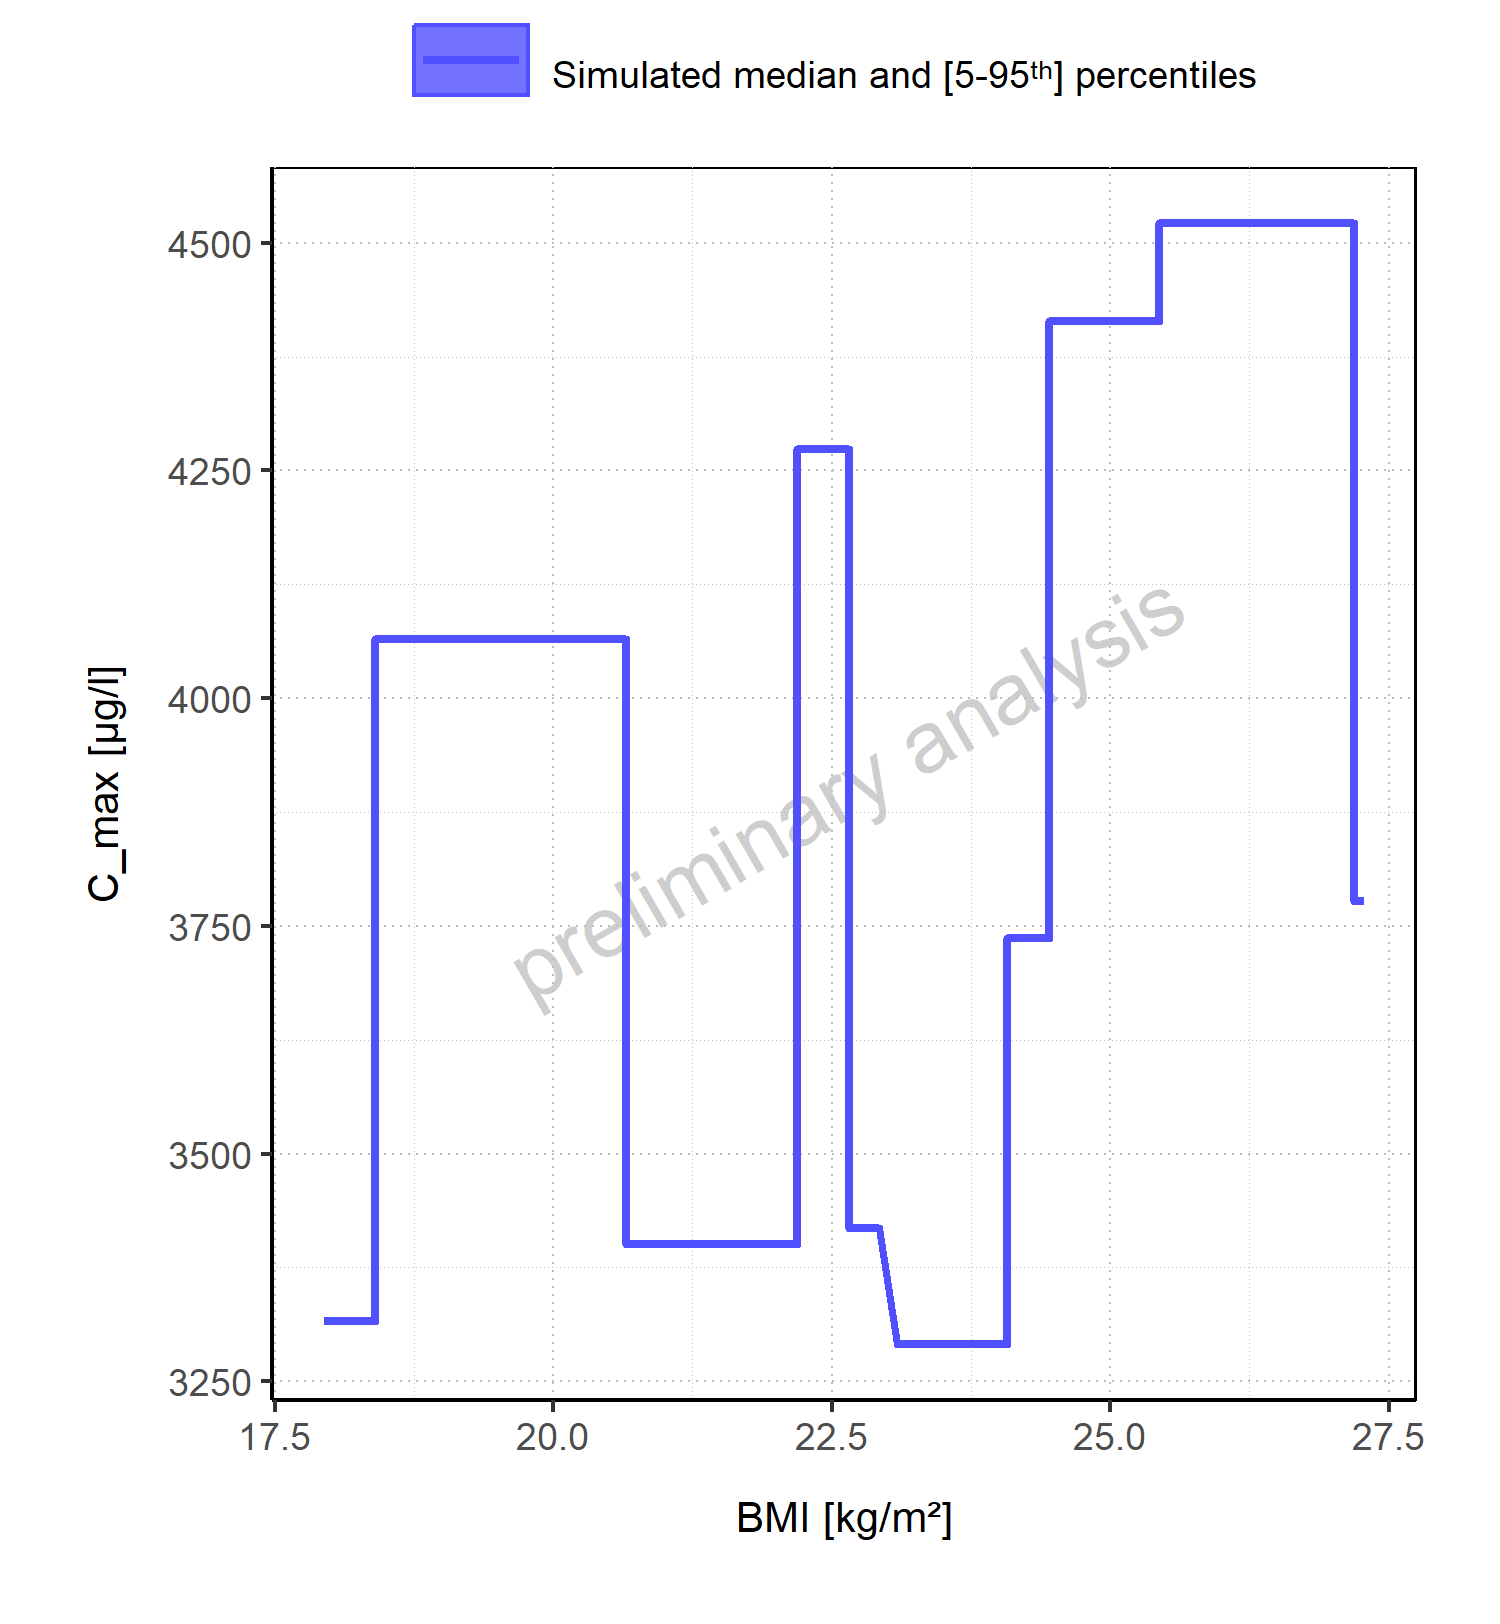 Simulated median and [5-95ᵗʰ] percentiles
4500
4250
4000
3750
3500
3250
C_max [µg/l]
preliminary analysis
17.5 20.0 22.5 25.0 27.5
BMI [kg/m²]